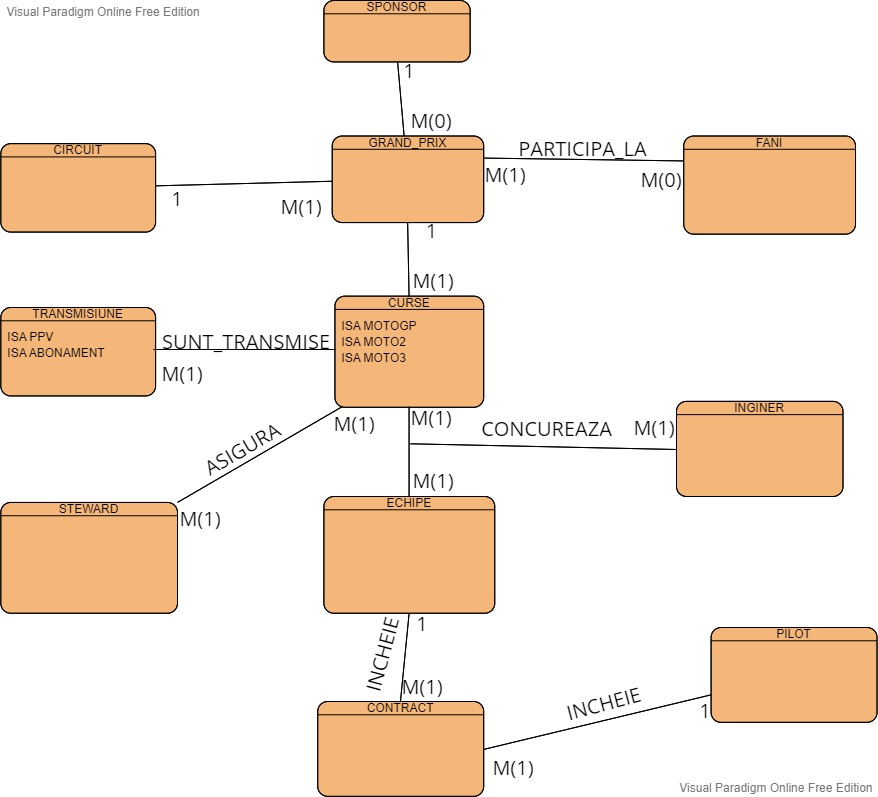 Visual Paradigm Online Free Edition
SPONSOR
1
M(0)
GRAND_PRIX
PARTICIPA_LA
FANI
CIRCUIT
1
M(1)
M(1)
M(0)
1
M(1)
CURSE
ISA MOTOGP
ISA MOTO2
ISA MOTO3
TRANSMISIUNE
ISA PPV
ISA ABONAMENT
SUNT_TRANSMISE
M(1)
M(1)
M(1)
ASIGURA
CONCUREAZA
M(1)
INGINER
M(1)
ECHIPE
STEWARD
M(1)
1
INCHEIE
M(1)
CONTRACT
INCHEIE
PILOT
1
M(1)
Visual Paradigm Online Free Edition